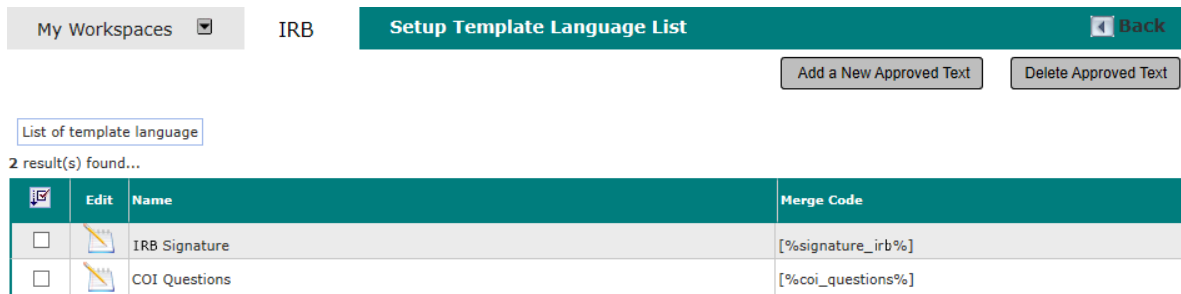 My Workspaces IRB Setup Template Language List Back
Add a New Approved Text Delete Approved Text
List of template language
2 result(s) found...
Edit Name Merge Code
IRB Signature [%signature_irb%]
COI Questions [%coi_questions%]